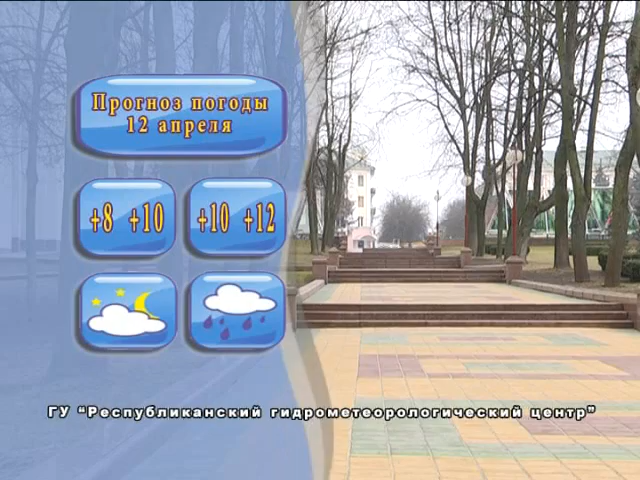 Прогноз погоды
12 апреля
+8 +10 +10 +12
ГУ "Республиканский гидрометеорологический центр"